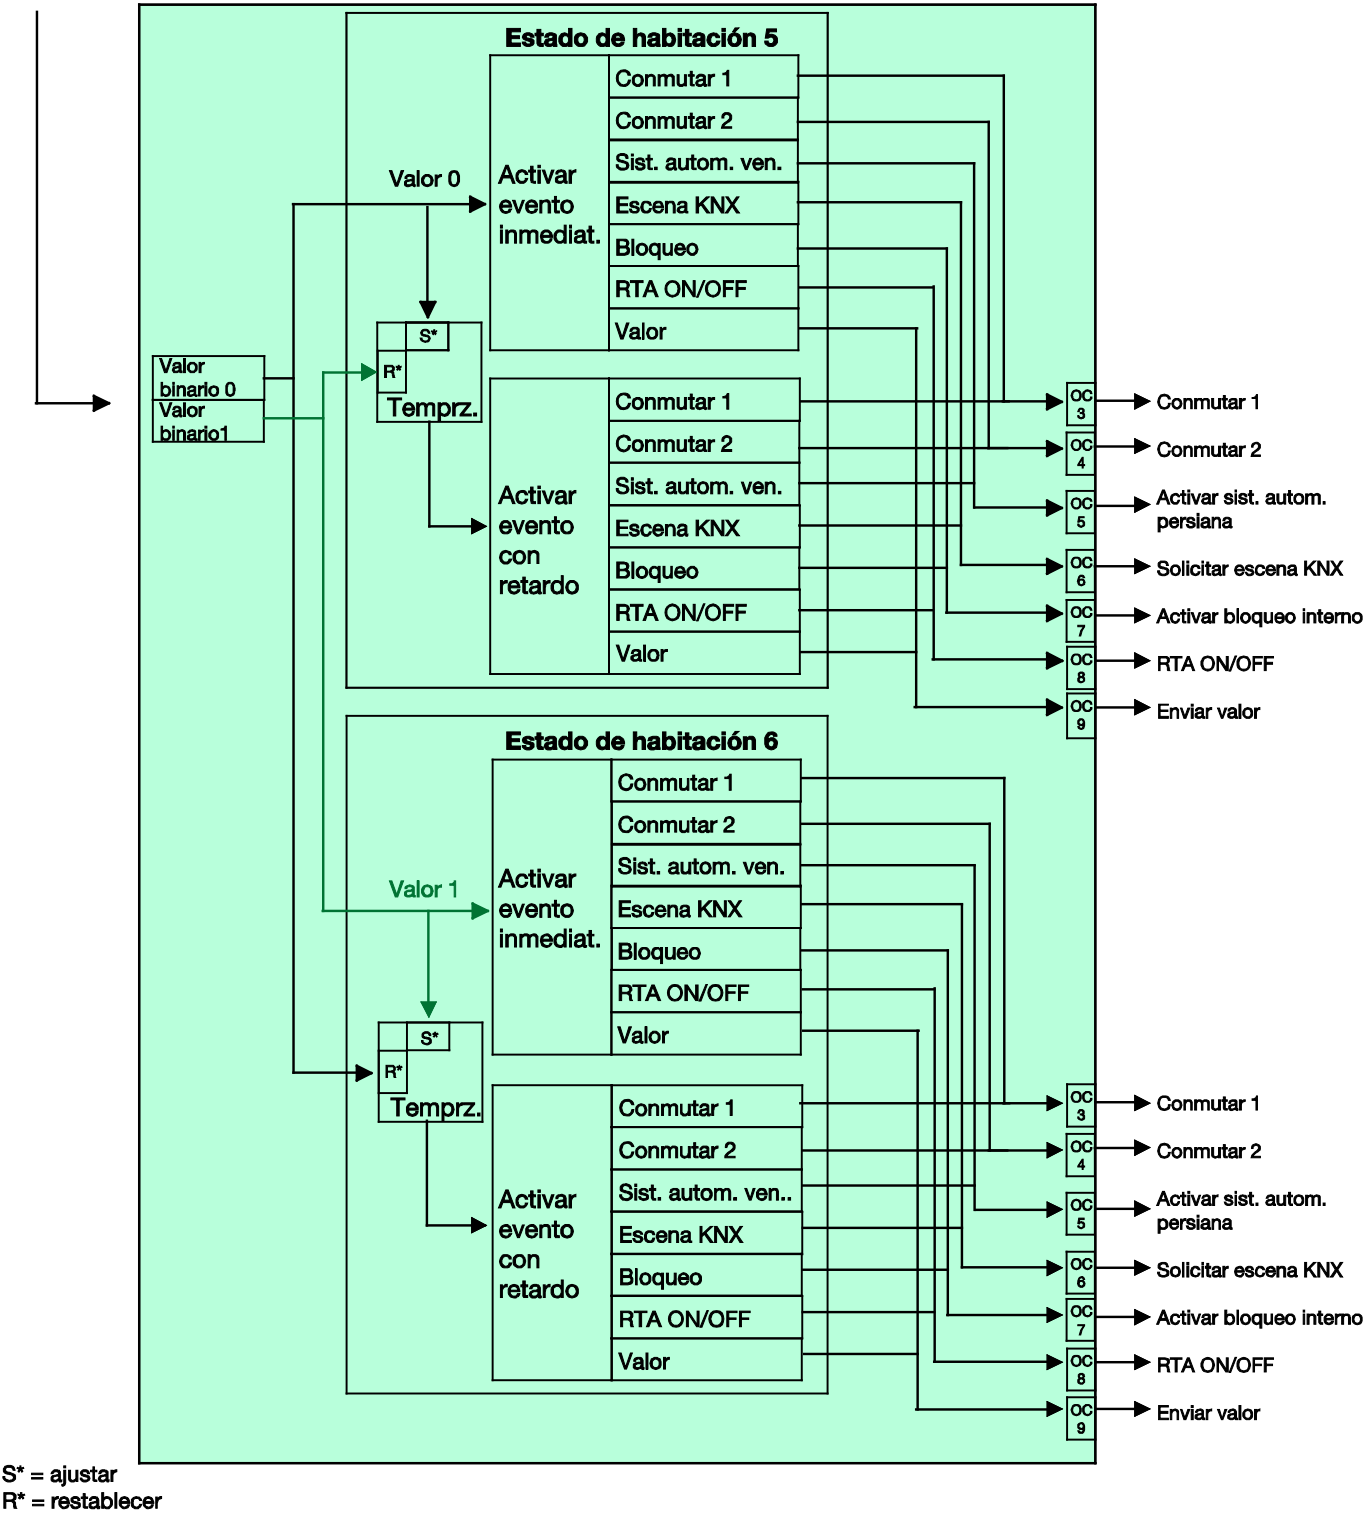 Estado de habitación 5
Valor 0
Activar
evento
inmediat.
Conmutar 1
Conmutar 2
Sist. autom. ven.
Escena KNX
Bloqueo
RTA ON/OFF
Valor
S*
R*
Temprz.
Valor
binario 0
Valor
binario1
Activar
evento
con
retardo
Conmutar 1
Conmutar 2
Sist. autom. ven.
Escena KNX
Bloqueo
RTA ON/OFF
Valor
OC
3
Conmutar 1
OC
4
Conmutar 2
OC
5
Activar sist. autom.
persiana
OC
6
Solicitar escena KNX
OC
7
Activar bloqueo interno
OC
8
RTA ON/OFF
OC
9
Enviar valor
Estado de habitación 6
Valor 1
Activar
evento
inmediat.
Conmutar 1
Conmutar 2
Sist. autom. ven.
Escena KNX
Bloqueo
RTA ON/OFF
Valor
S*
R*
Temprz.
Activar
evento
con
retardo
Conmutar 1
Conmutar 2
Sist. autom. ven..
Escena KNX
Bloqueo
RTA ON/OFF
Valor
OC
3
Conmutar 1
OC
4
Conmutar 2
OC
5
Activar sist. autom.
persiana
OC
6
Solicitar escena KNX
OC
7
Activar bloqueo interno
OC
8
RTA ON/OFF
OC
9
Enviar valor
S* = ajustar
R* = restablecer